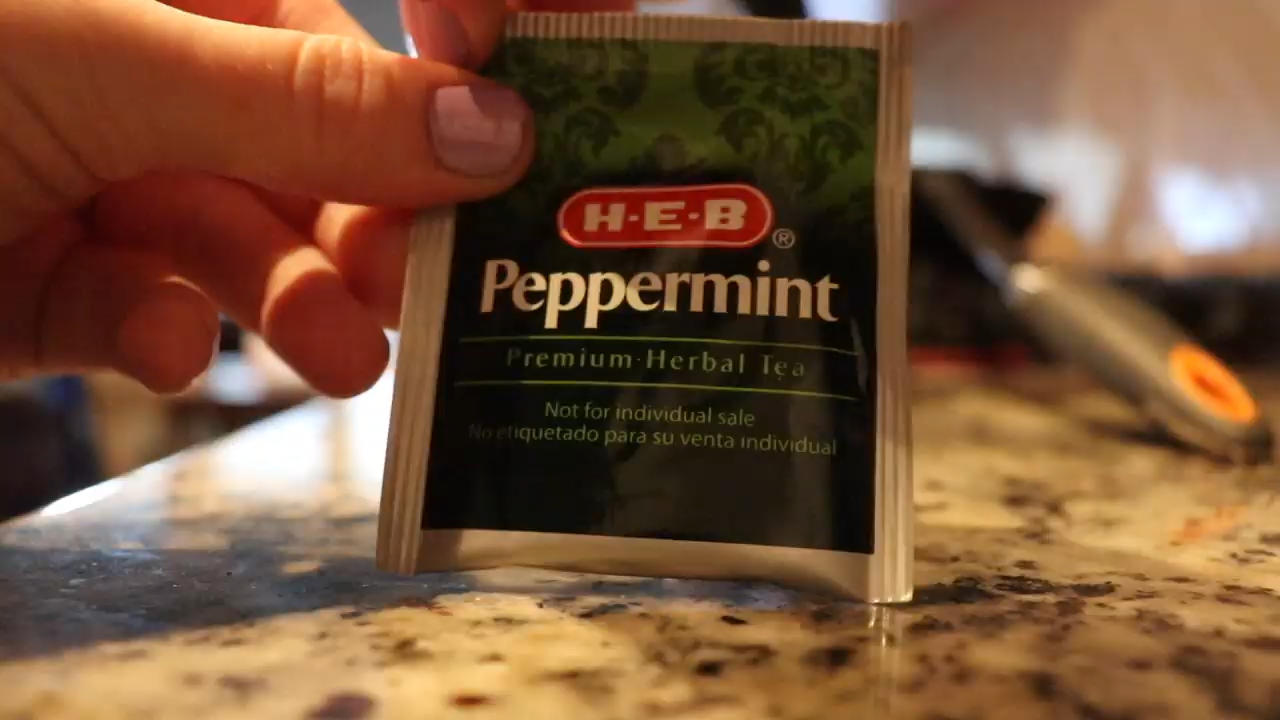 H-E-B®
Peppermint
Premium·Herbal Tea
Not for individual sale
No etiquetado para su venta individual